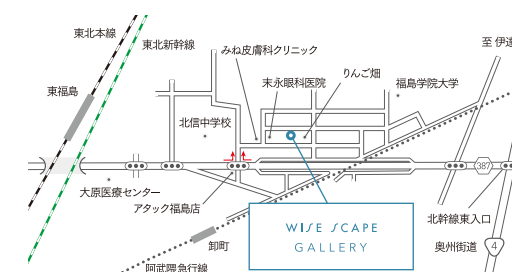 東北本線
東北新幹線
みね皮膚科クリニック
至 伊達
末永眼科医院
りんご畑
福島学院大学
東福島
北信中学校
387
大原医療センター
アタック福島店
WISE SCAPE
GALLERY
北幹線東入口
奥州街道
4
卸町
阿武隈急行線